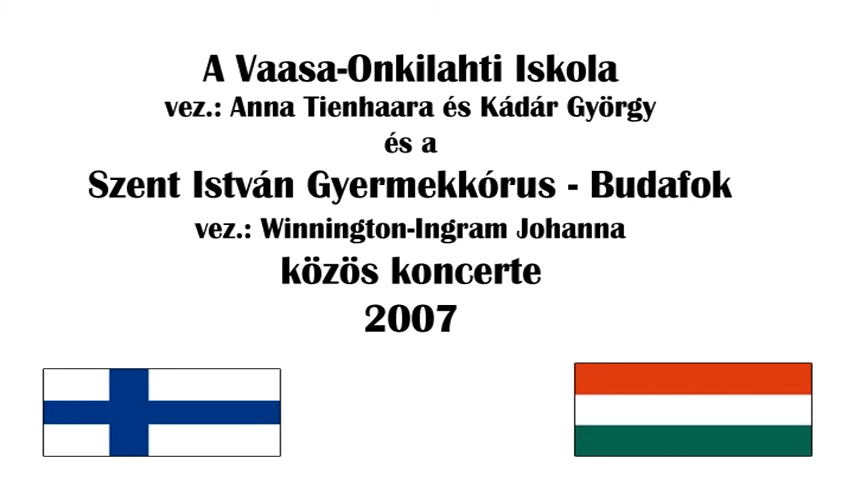 A Vaasa-Onkilahti Iskola
vez.: Anna Tienhaara és Kádár György
és a
Szent István Gyermekkórus - Budafok
vez.: Winnington-Ingram Johanna
közös koncerte
2007